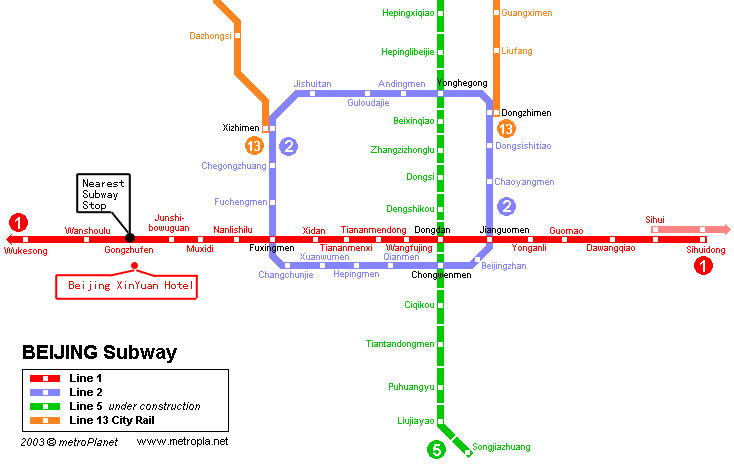 Hepingxiqiao
Guangximen
Dazhongsi
Hepinglibeijie
Liufang
Jishuitan
Andingmen
Yonghegong
Guloudajie
Dongzhimen
Xizhimen
Beixinqiao
13
13
2
Zhangzizhonglu
Dongsishitiao
Chegongzhuang
Dongsi
Chaoyangmen
Nearest
Subway
Stop
Fuchengmen
Dengshikou
2
1
Wanshoulu
Junshi-
bowuguan
Nanlishilu
Xidan
Tiananmendong
Dongdan
Jianguomen
Guomao
Sihui
Wukesong
Gongzhufen
Muxidi
Fuxingmen
Tiananmenxi
Wangfujing
Yonganli
Dawangqiao
Sihuidong
1
Xuanwumen
Qianmen
Beijingzhan
Changchunjie
Hepingmen
Chongwenmen
Beijing XinYuan Hotel
Ciqikou
Tiantandongmen
BEIJING Subway
Line 1
Line 2
Line 5 under construction
Line 13 City Rail
Puhuangyu
Liujiayao
5
Songjiazhuang
2003 © metroPlanet
www.metropla.net